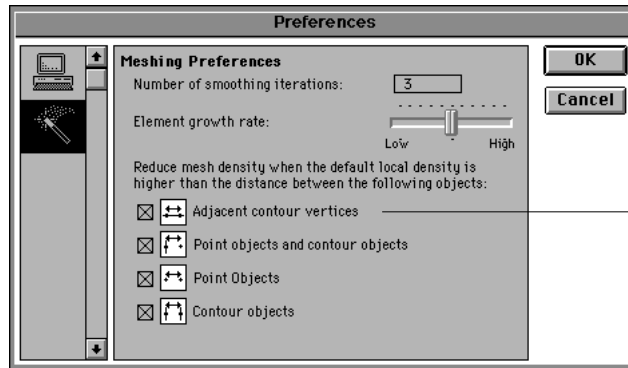 Preferences
Meshing Preferences
Number of smoothing iterations: 3
Element growth rate:
Low High
Reduce mesh density when the default local density is
higher than the distance between the following objects:
Adjacent contour vertices
Point objects and contour objects
Point Objects
Contour objects
OK
Cancel